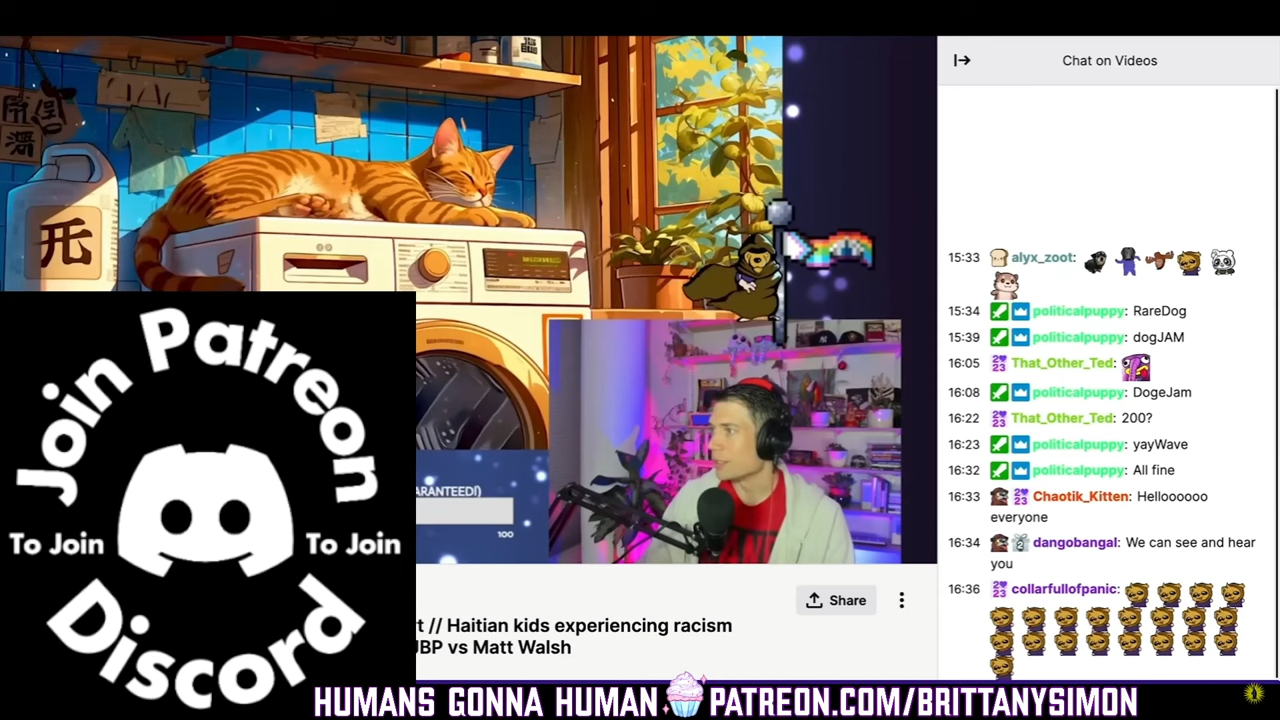 Chat on Videos
15:33 alyx_zoot:
15:34 politicalpuppy: RareDog
15:39 politicalpuppy: dogJAM
16:05 That_Other_Ted:
16:08 politicalpuppy: DogeJam
16:22 That_Other_Ted: 200?
16:23 politicalpuppy: yayWave
16:32 politicalpuppy: All fine
16:33 Chaotik_Kitten: Helloooooo
everyone
16:34 dangobangal: We can see and hear
you
16:36 collarfullofpanic:
Join Patreon
To Join
To Join
Discord
ARANTEED!)
100
Share
t // Haitian kids experiencing racism
JBP vs Matt Walsh
HUMANS GONNA HUMAN PATREON.COM/BRITTANYSIMON